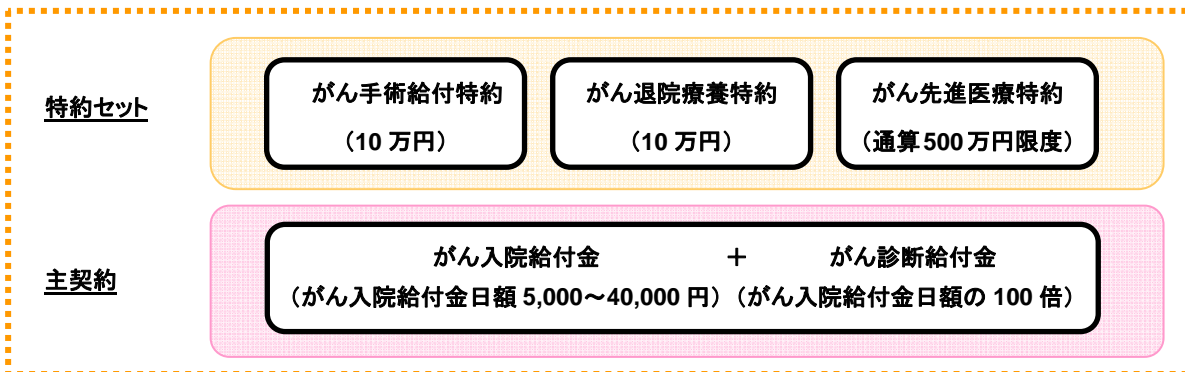 特約セット
がん手術給付特約
（10 万円）
がん退院療養特約
（10 万円）
がん先進医療特約
（通算 500 万円限度）
主契約
がん入院給付金 ＋ がん診断給付金
（がん入院給付金日額 5,000～40,000 円）（がん入院給付金日額の 100 倍）